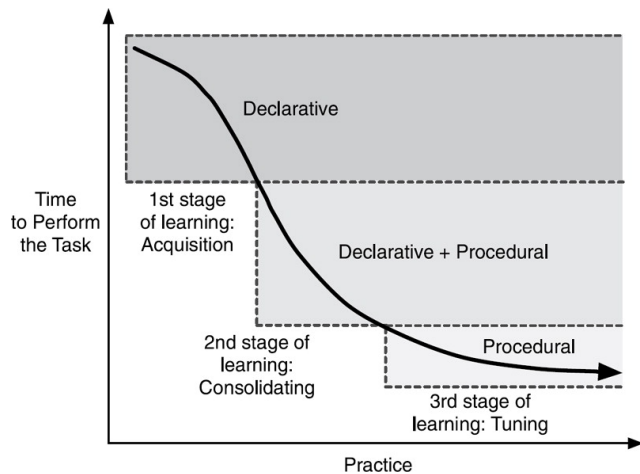 Declarative
Time
to Perform
the Task
1st stage
of learning:
Acquisition
Declarative + Procedural
2nd stage of
learning:
Consolidating
Procedural
3rd stage of
learning: Tuning
Practice